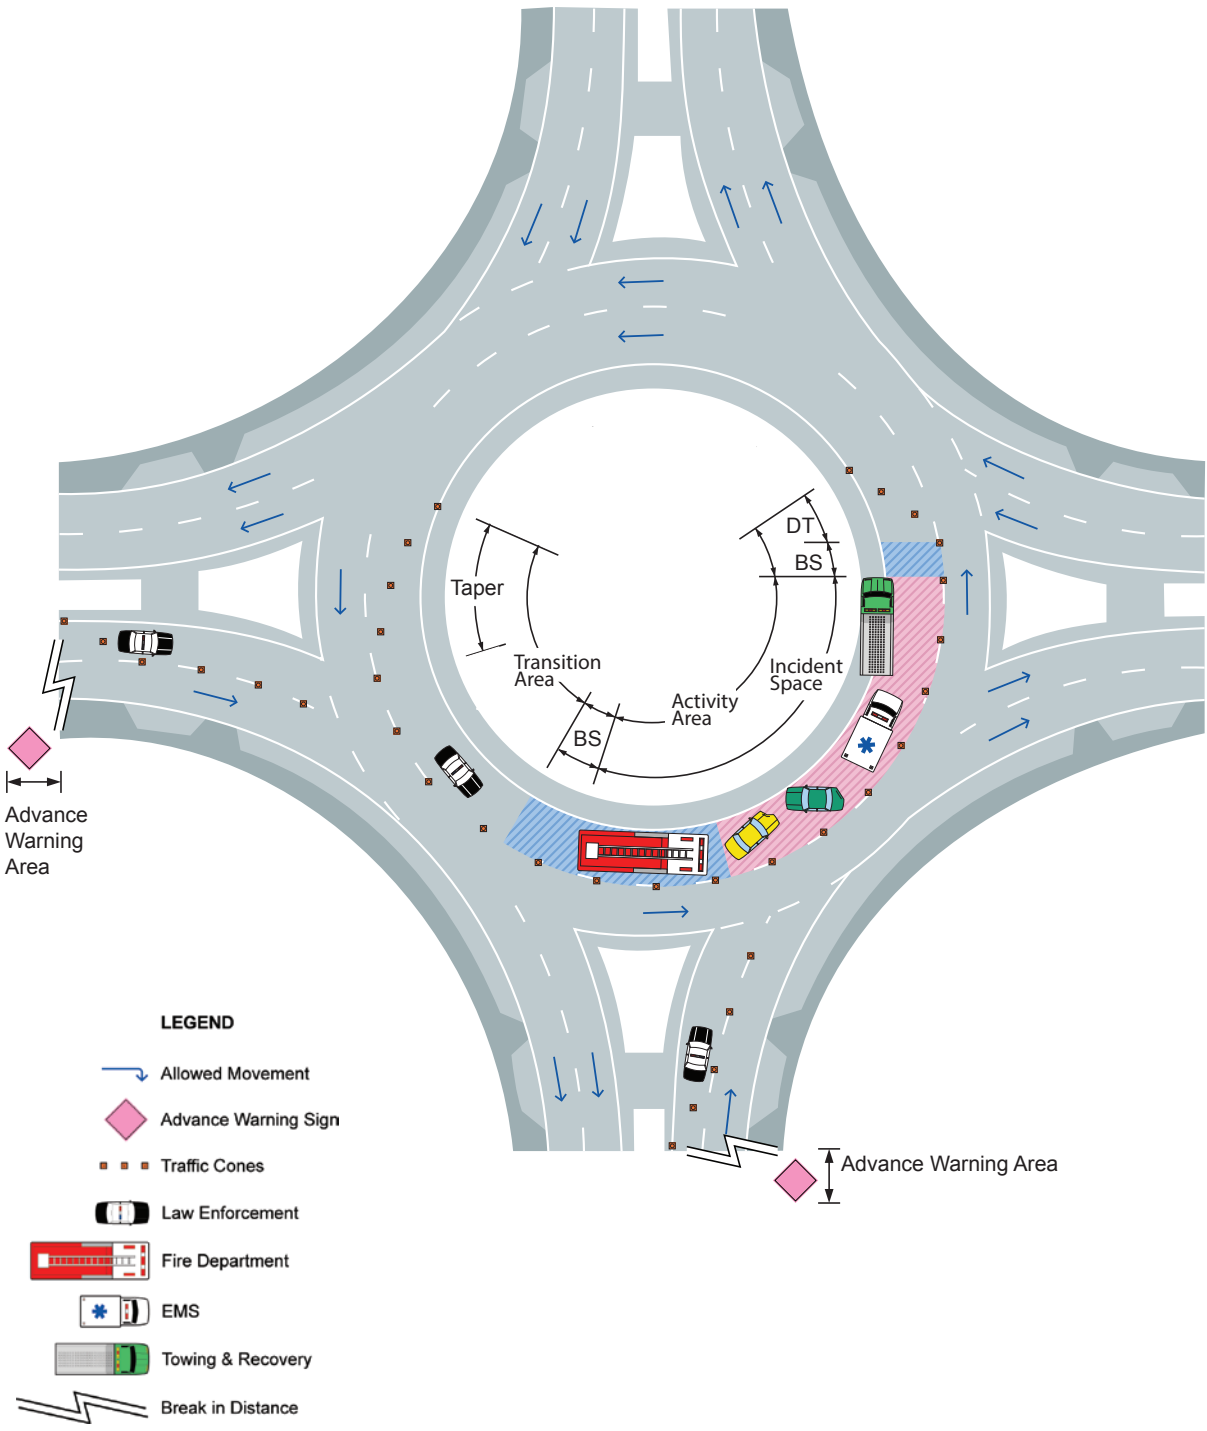 DT
BS
Taper
Transition
Area
Incident
Space
Activity
Area
BS
Advance
Warning
Area
LEGEND
Allowed Movement
Advance Warning Sign
Traffic Cones
Law Enforcement
Fire Department
EMS
Towing & Recovery
Break in Distance
Advance Warning Area